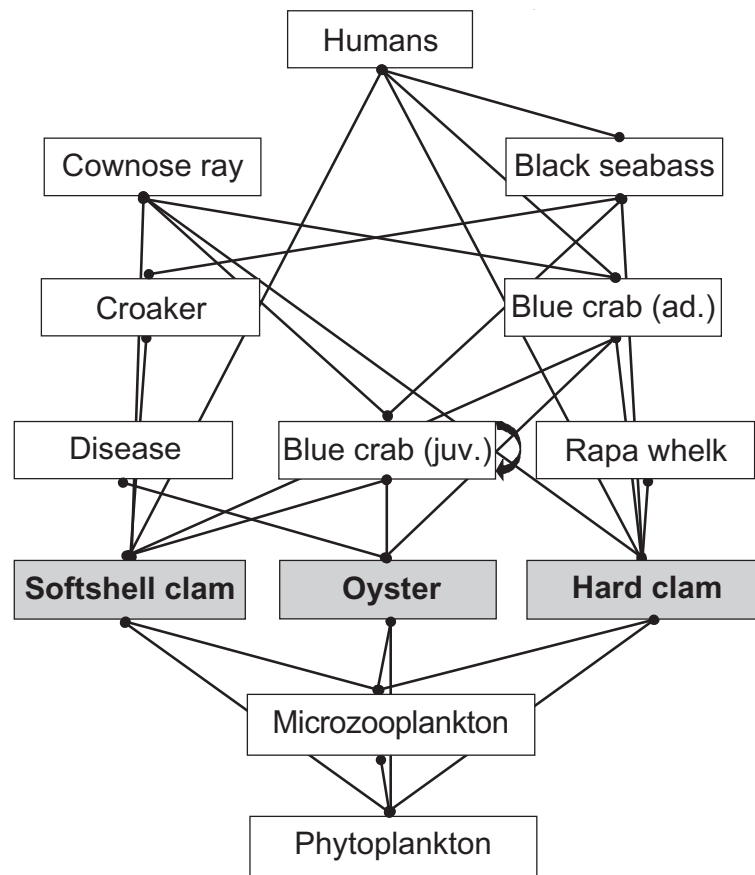 Humans
Cownose ray
Black seabass
Croaker
Blue crab (ad.)
Disease
Blue crab (juv.)
Rapa whelk
Softshell clam
Oyster
Hard clam
Microzooplankton
Phytoplankton